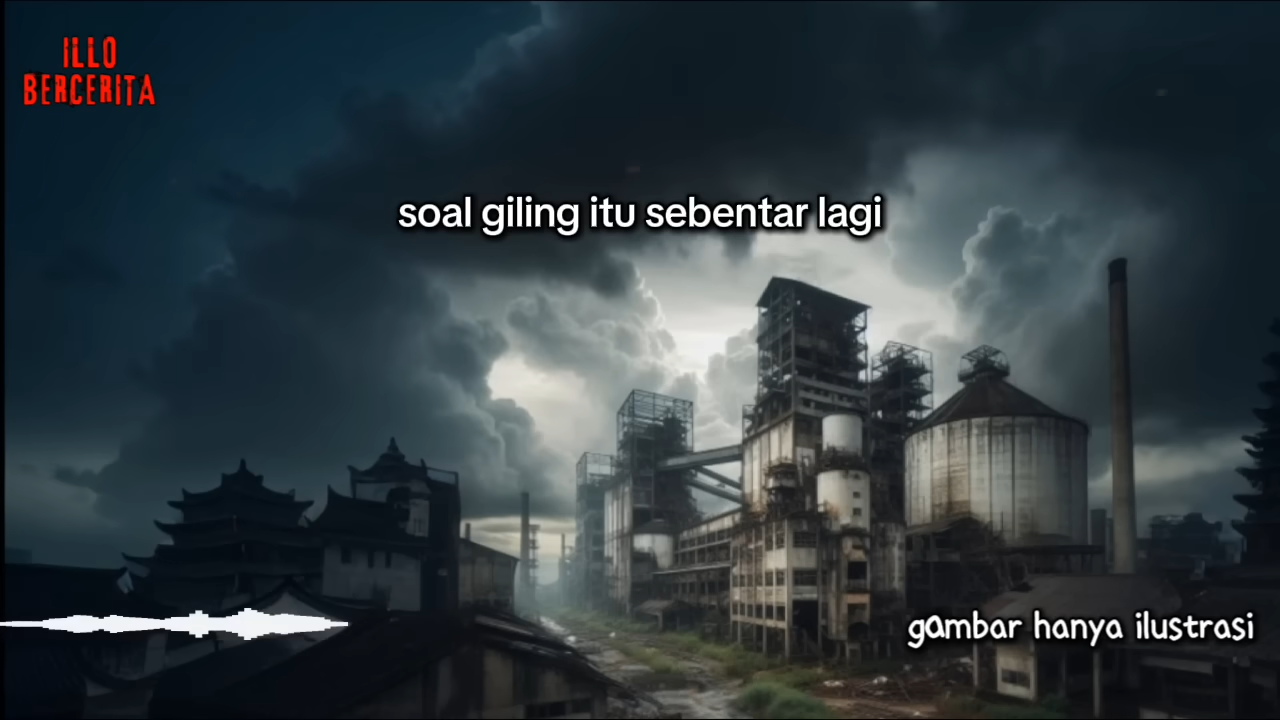 ILLO
BERCERITA
soal giling itu sebentar lagi
gambar hanya ilustrasi